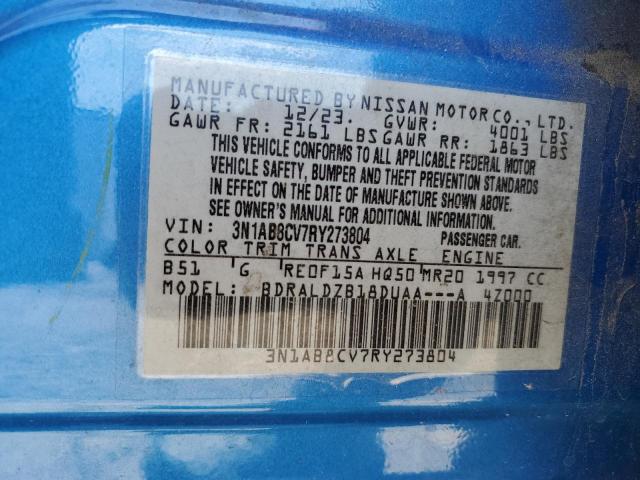 MANUFACTURED BY NISSAN MOTOR CO., LTD.
DATE: 12/23. GVWR: 4001 LBS
GAWR FR: 2161 LBS GAWR RR: 1863 LBS
THIS VEHICLE CONFORMS TO ALL APPLICABLE FEDERAL MOTOR
VEHICLE SAFETY, BUMPER AND THEFT PREVENTION STANDARDS
IN EFFECT ON THE DATE OF MANUFACTURE SHOWN ABOVE.
SEE OWNER'S MANUAL FOR ADDITIONAL INFORMATION.
VIN: 3N1AB8CV7RY273804 PASSENGER CAR.
COLOR TRIM TRANS AXLE ENGINE
B51 G RE0F15A HQ50 MR20 1997 CC
MODEL: BDRALDZB18DUAA---A 4Z000
3N1AB8CV7RY273804